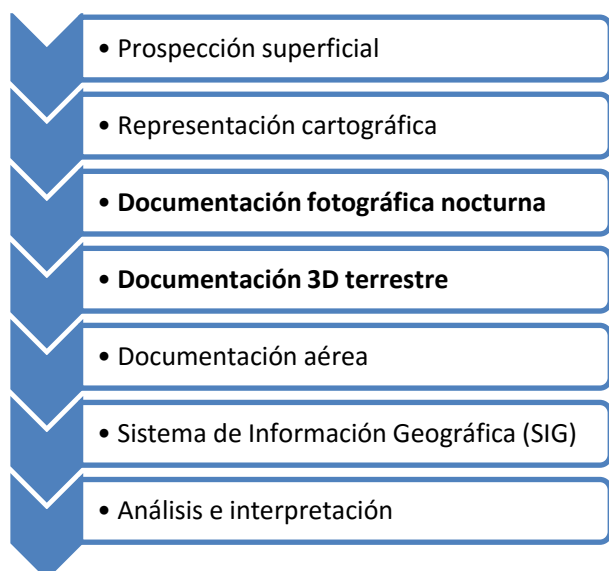 • Prospección superficial
• Representación cartográfica
• Documentación fotográfica nocturna
• Documentación 3D terrestre
• Documentación aérea
• Sistema de Información Geográfica (SIG)
• Análisis e interpretación